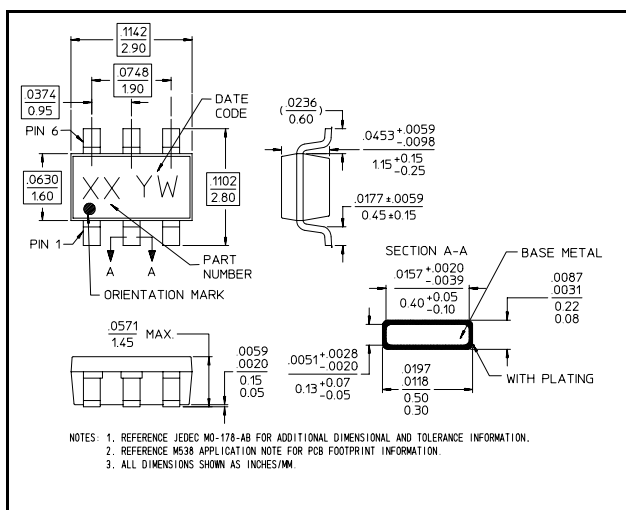 .1142
2.90
.0748
1.90
.0374
0.95
DATE
CODE
PIN 6
.0630
1.60
XX YW
.1102
2.80
PIN 1
A A
PART
NUMBER
ORIENTATION MARK
(.0236
0.60)
.0453 +.0059
-.0098
1.15 +0.15
-0.25
.0177 ±.0059
0.45 ±0.15
SECTION A-A
BASE METAL
.0157 +.0020
-.0039
0.40 +0.05
-0.10
.0087
.0031
0.22
0.08
.0571
1.45 MAX.
.0059
.0020
0.15
0.05
.0051 +.0028
-.0020
0.13 +0.07
-0.05
.0197
.0118
0.50
0.30
WITH PLATING
NOTES: 1. REFERENCE JEDEC MO-178-AB FOR ADDITIONAL DIMENSIONAL AND TOLERANCE INFORMATION.
2. REFERENCE M538 APPLICATION NOTE FOR PCB FOOTPRINT INFORMATION.
3. ALL DIMENSIONS SHOWN AS INCHES/MM.